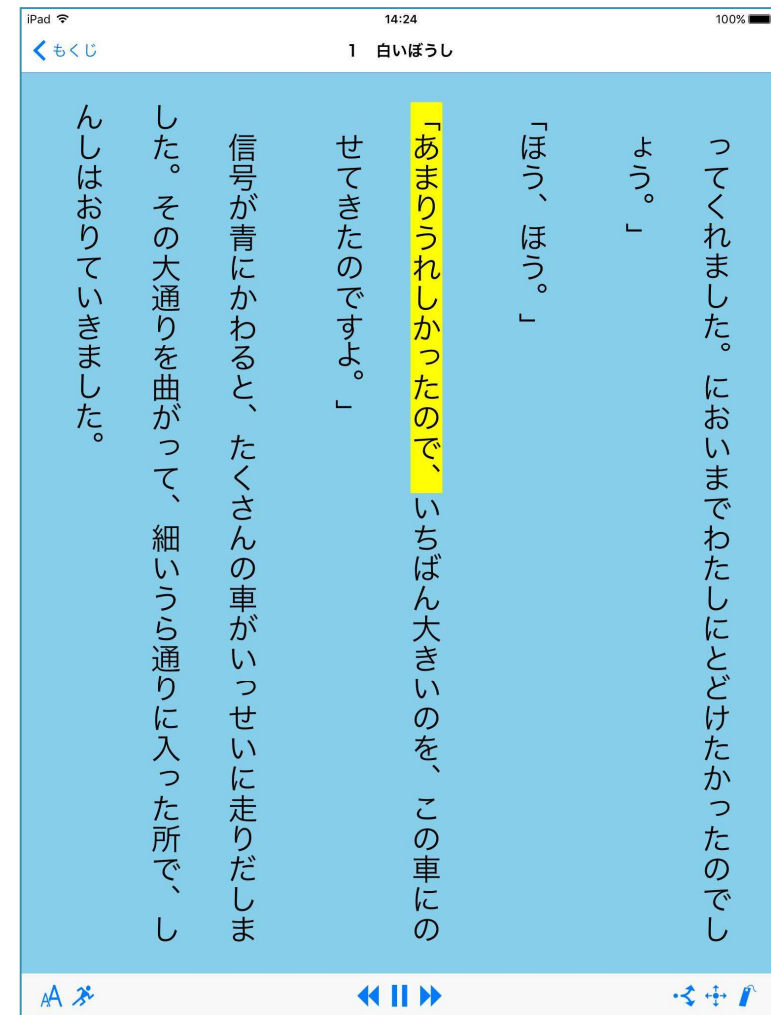 iPad 14:24 100%
もくじ 1 白いぼうし
ってくれました。においまでわたしにとどけたかったのでし
ょう。」
「ほう、ほう。」
「あまりうれしかったので、いちばん大きいのを、この車にの
せてきたのですよ。」
信号が青にかわると、たくさんの車がいっせいに走りだしま
した。その大通りを曲がって、細いうら通りに入った所で、し
んしはおりていきました。
AA